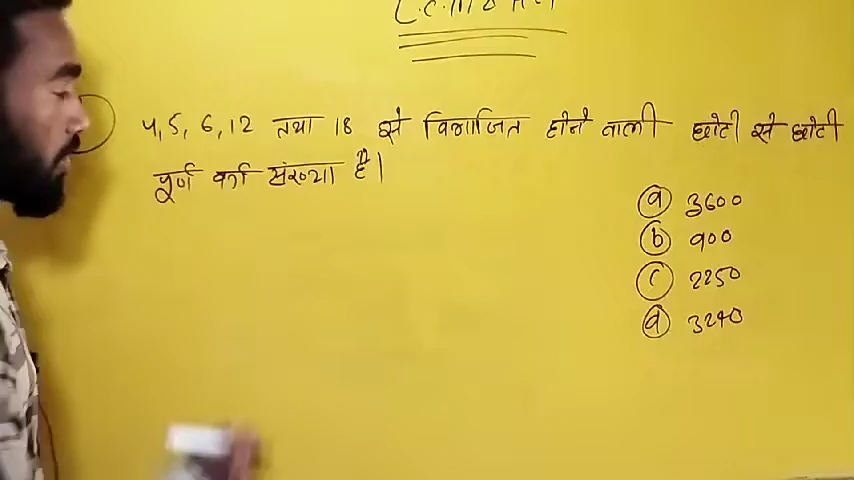 4, 5, 6, 12 तथा 18 से विभाजित होने वाली छोटी से छोटी
पूर्ण वर्ग संख्या है।
(a) 3600
(b) 900
(c) 2250
(d) 3240